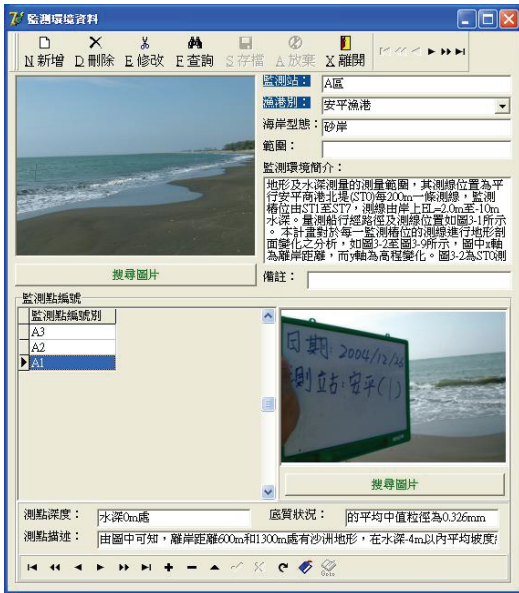 監測環境資料
N 新增 D 刪除 E 修改 F 查詢 S 存檔 A 放棄 X 離開
監測站： A區
漁港別： 安平漁港
海岸型態： 砂岸
範圍：
監測環境簡介：
地形及水深測量的測量範圍，其測線位置為平
行安平商港北堤(ST0)每200m一條測線，監測
樁位由ST1至ST7，測線由岸上EL=2.0m至-10m
水深。量測船行經路徑及測線位置如圖3-1所示
。本計畫對於每一監測樁位的測線進行地形剖
面變化之分析，如圖3-2至圖3-9所示，圖中x軸
為離岸距離，而y軸為高程變化。圖3-2為ST0測
搜尋圖片
備註：
監測點編號
監測點編號別
A3
A2
A1
日期：2004/12/26
測站：安平(1)
搜尋圖片
測點深度： 水深0m處 底質狀況： 的平均中值粒徑為0.326mm
測點描述： 由圖中可知，離岸距離600m和1300m處有沙洲地形，在水深-4m以內平均坡度
Goto